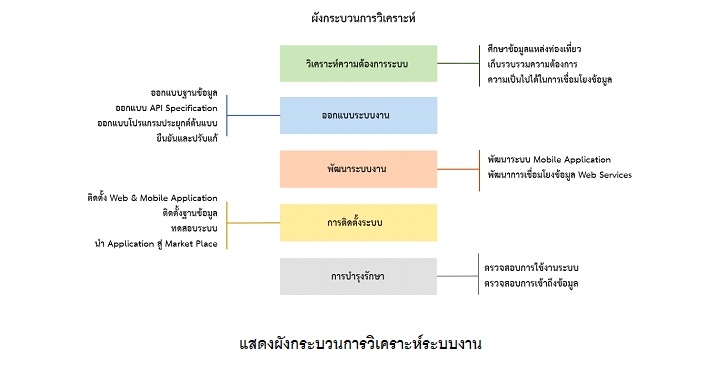 ผังกระบวนการวิเคราะห์
วิเคราะห์ความต้องการระบบ
ศึกษาข้อมูลแหล่งท่องเที่ยว
เก็บรวบรวมความต้องการ
ความเป็นไปได้ในการเชื่อมโยงข้อมูล
ออกแบบฐานข้อมูล
ออกแบบ API Specification
ออกแบบโปรแกรมประยุกต์ต้นแบบ
ยืนยันและปรับแก้
ออกแบบระบบงาน
พัฒนาระบบงาน
พัฒนาระบบ Mobile Application
พัฒนาการเชื่อมโยงข้อมูล Web Services
ติดตั้ง Web & Mobile Application
ติดตั้งฐานข้อมูล
ทดสอบระบบ
นำ Application สู่ Market Place
การติดตั้งระบบ
การบำรุงรักษา
ตรวจสอบการใช้งานระบบ
ตรวจสอบการเข้าถึงข้อมูล
แสดงผังกระบวนการวิเคราะห์ระบบงาน